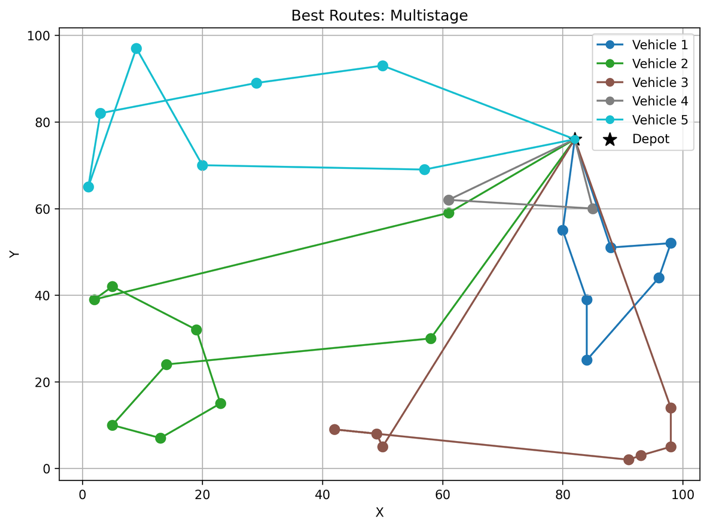 Best Routes: Multistage
100
80
60
40
20
0
Y
0
20
40
60
80
100
X
Vehicle 1
Vehicle 2
Vehicle 3
Vehicle 4
Vehicle 5
Depot